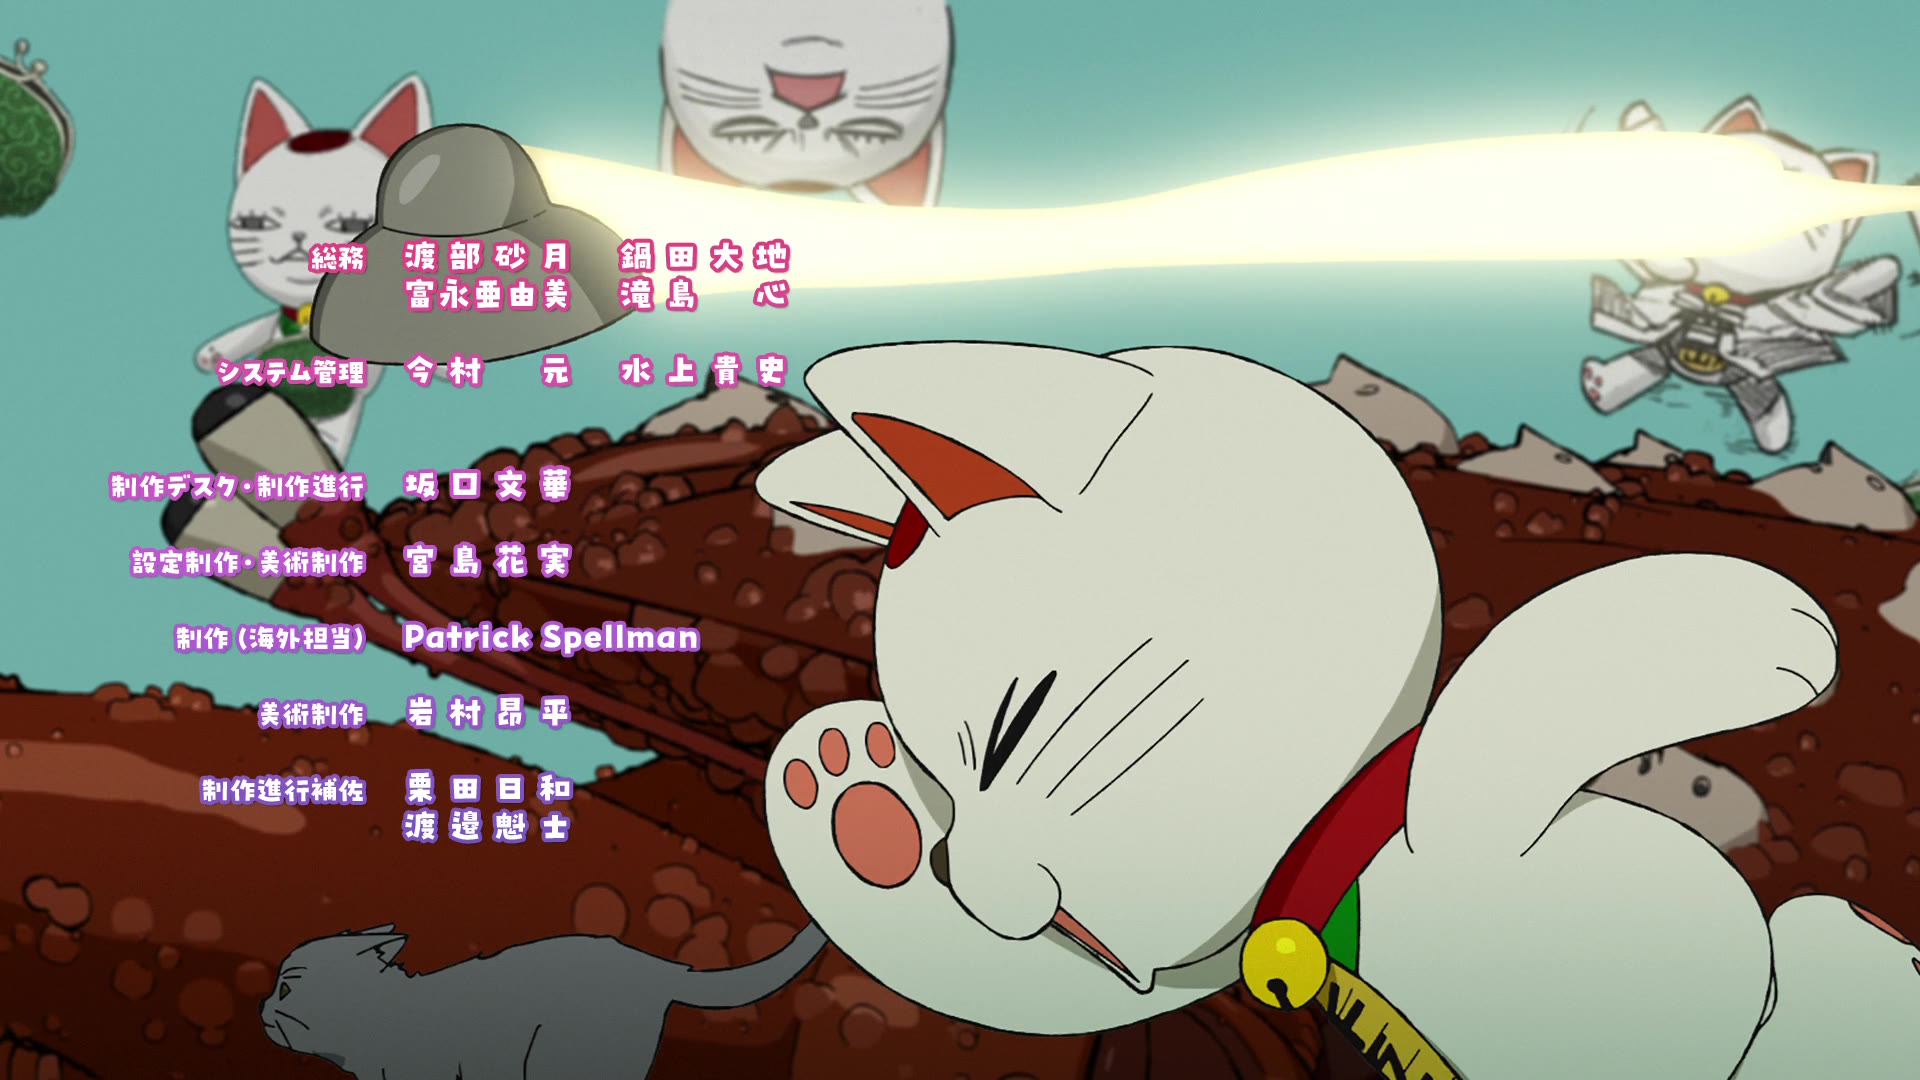 総務 渡部砂月 鍋田大地
富永亜由美 滝島心
システム管理 今村元 水上貴史
制作デスク・制作進行 坂口文華
設定制作・美術制作 宮島花実
制作(海外担当) Patrick Spellman
美術制作 岩村昂平
制作進行補佐 栗田日和
渡邉魁士